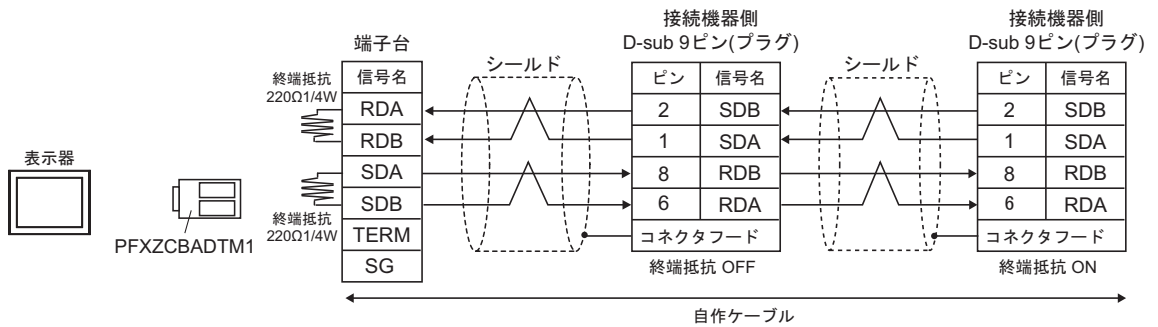 接続機器側
D-sub 9ピン(プラグ)
接続機器側
D-sub 9ピン(プラグ)
端子台
シールド
シールド
終端抵抗
220Ω1/4W
信号名
RDA
RDB
SDA
SDB
TERM
SG
ピン 信号名
2 SDB
1 SDA
8 RDB
6 RDA
コネクタフード
終端抵抗 OFF
ピン 信号名
2 SDB
1 SDA
8 RDB
6 RDA
コネクタフード
終端抵抗 ON
表示器
PFXZCBADTM1
終端抵抗
220Ω1/4W
自作ケーブル